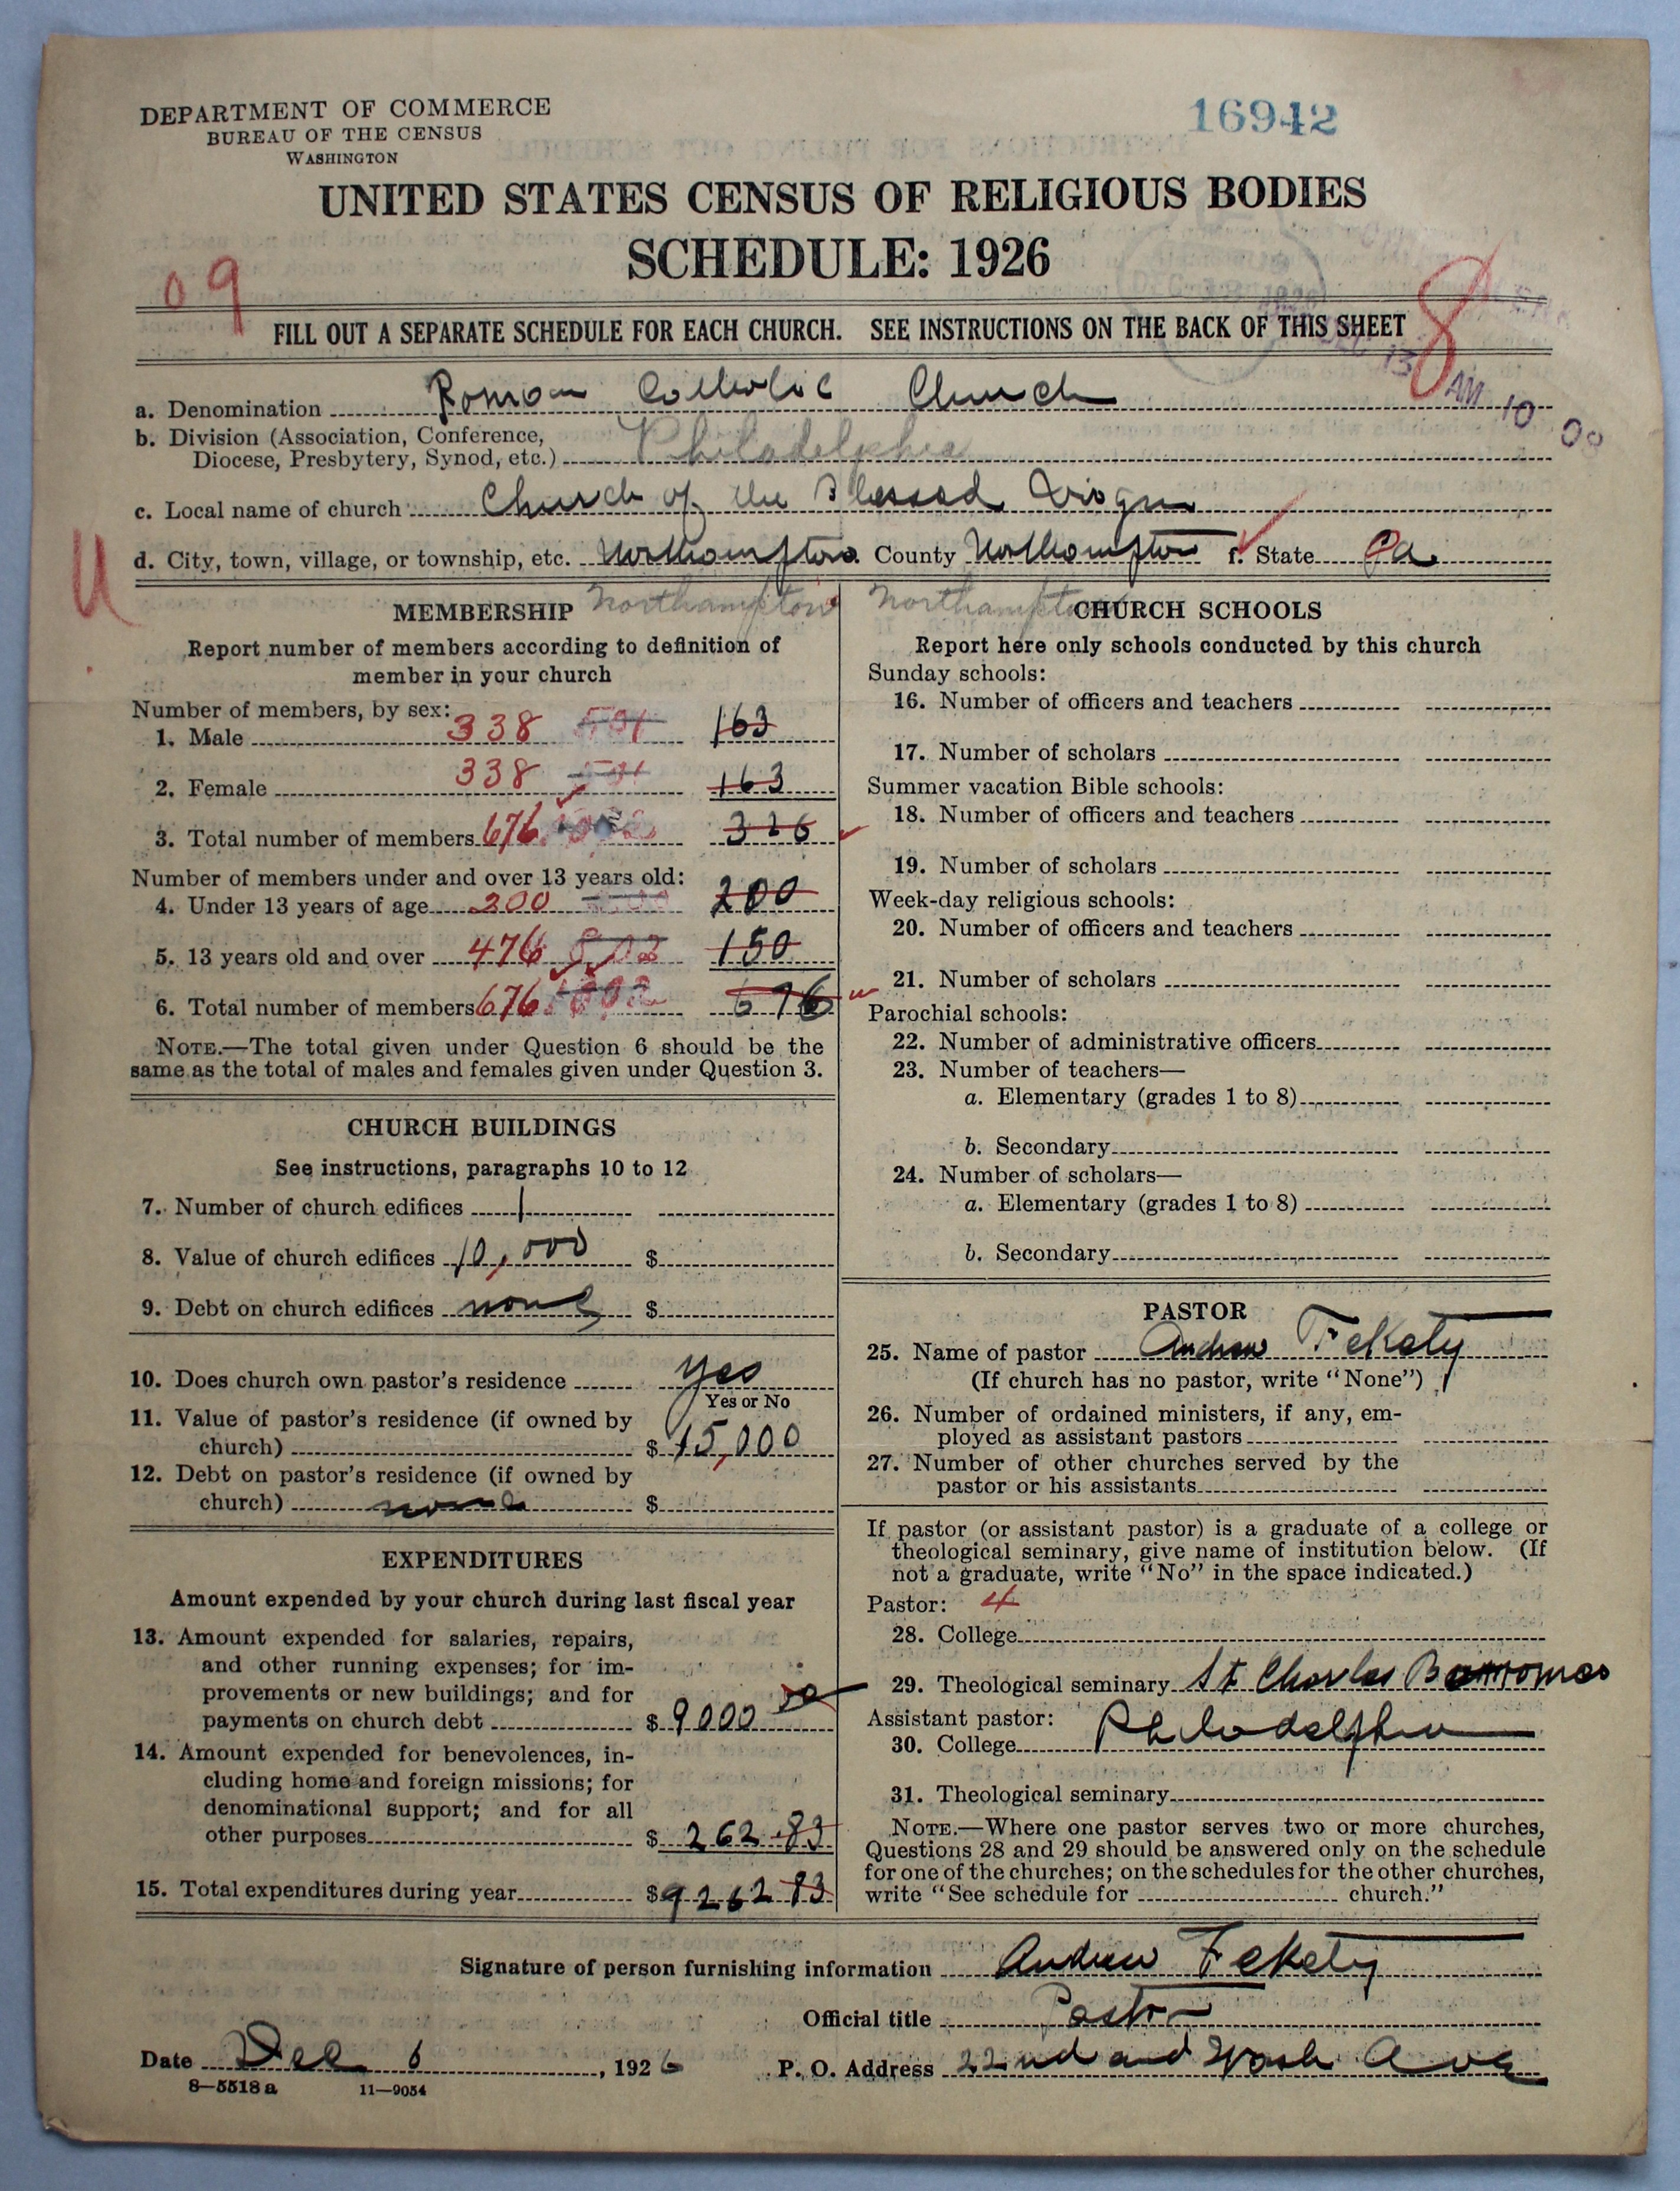 DEPARTMENT OF COMMERCE
BUREAU OF THE CENSUS
WASHINGTON
16942
UNITED STATES CENSUS OF RELIGIOUS BODIES
SCHEDULE: 1926
09
8
FILL OUT A SEPARATE SCHEDULE FOR EACH CHURCH. SEE INSTRUCTIONS ON THE BACK OF THIS SHEET
13 AM 10 09
a. Denomination Roman Catholic Church
b. Division (Association, Conference, Diocese, Presbytery, Synod, etc.) Philadelphia
c. Local name of church Church of the Blessed Virgin
U
d. City, town, village, or township, etc. Northampton County Northampton f. State Pa.
Northampton Northampton
MEMBERSHIP
Report number of members according to definition of
member in your church
Number of members, by sex:
1. Male 338 501 163
2. Female 338 501 163
3. Total number of members 676 1002 326
Number of members under and over 13 years old:
4. Under 13 years of age 200 200
5. 13 years old and over 476 802 150
6. Total number of members 676 1002 676
NOTE.—The total given under Question 6 should be the
same as the total of males and females given under Question 3.
CHURCH BUILDINGS
See instructions, paragraphs 10 to 12
7. Number of church edifices 1
8. Value of church edifices 10,000 $
9. Debt on church edifices none $
10. Does church own pastor's residence yes
Yes or No
11. Value of pastor's residence (if owned by
church) $ 15,000
12. Debt on pastor's residence (if owned by
church) none $
EXPENDITURES
Amount expended by your church during last fiscal year
13. Amount expended for salaries, repairs,
and other running expenses; for im-
provements or new buildings; and for
payments on church debt $ 9000
14. Amount expended for benevolences, in-
cluding home and foreign missions; for
denominational support; and for all
other purposes $ 262.83
15. Total expenditures during year $ 9262 83
CHURCH SCHOOLS
Report here only schools conducted by this church
Sunday schools:
16. Number of officers and teachers
17. Number of scholars
Summer vacation Bible schools:
18. Number of officers and teachers
19. Number of scholars
Week-day religious schools:
20. Number of officers and teachers
21. Number of scholars
Parochial schools:
22. Number of administrative officers
23. Number of teachers—
a. Elementary (grades 1 to 8)
b. Secondary
24. Number of scholars—
a. Elementary (grades 1 to 8)
b. Secondary
PASTOR
25. Name of pastor Andrew Fekety
(If church has no pastor, write "None")
26. Number of ordained ministers, if any, em-
ployed as assistant pastors
27. Number of other churches served by the
pastor or his assistants
If pastor (or assistant pastor) is a graduate of a college or
theological seminary, give name of institution below. (If
not a graduate, write "No" in the space indicated.)
Pastor: 4
28. College
29. Theological seminary St Charles Borromeo
Assistant pastor:
30. College Philadelphia
31. Theological seminary
NOTE.—Where one pastor serves two or more churches,
Questions 28 and 29 should be answered only on the schedule
for one of the churches; on the schedules for the other churches,
write "See schedule for church."
Signature of person furnishing information Andrew Fekety
Official title Pastor
Date Dec 6, 1926 P. O. Address 22nd and Wash Ave
8—5518 a 11—9054